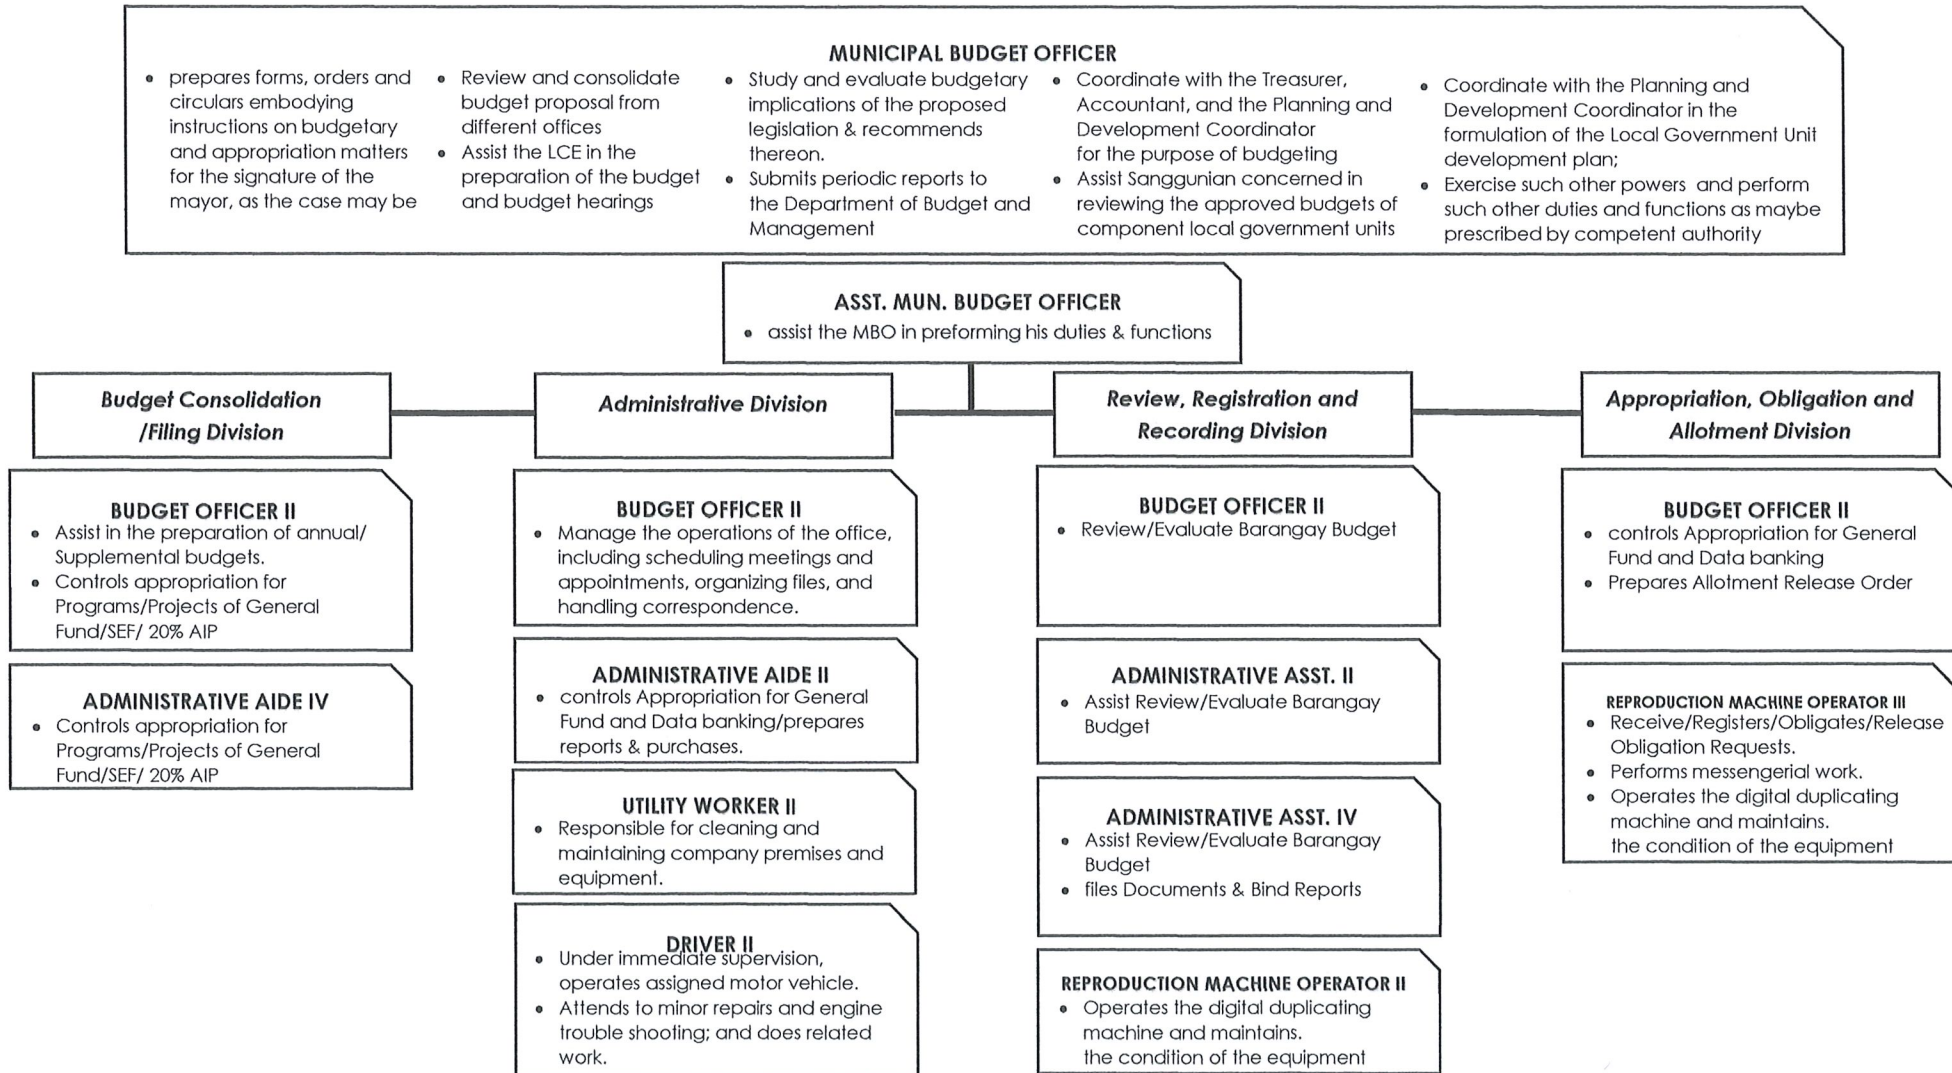 MUNICIPAL BUDGET OFFICER
• prepares forms, orders and
circulars embodying
instructions on budgetary
and appropriation matters
for the signature of the
mayor, as the case may be
• Review and consolidate
budget proposal from
different offices
• Assist the LCE in the
preparation of the budget
and budget hearings
• Study and evaluate budgetary
implications of the proposed
legislation & recommends
thereon.
• Submits periodic reports to
the Department of Budget and
Management
• Coordinate with the Treasurer,
Accountant, and the Planning and
Development Coordinator
for the purpose of budgeting
• Assist Sanggunian concerned in
reviewing the approved budgets of
component local government units
• Coordinate with the Planning and
Development Coordinator in the
formulation of the Local Government Unit
development plan;
• Exercise such other powers and perform
such other duties and functions as maybe
prescribed by competent authority
ASST. MUN. BUDGET OFFICER
• assist the MBO in preforming his duties & functions
Budget Consolidation
/Filing Division
BUDGET OFFICER II
• Assist in the preparation of annual/
Supplemental budgets.
• Controls appropriation for
Programs/Projects of General
Fund/SEF/ 20% AIP
ADMINISTRATIVE AIDE IV
• Controls appropriation for
Programs/Projects of General
Fund/SEF/ 20% AIP
Administrative Division
BUDGET OFFICER II
• Manage the operations of the office,
including scheduling meetings and
appointments, organizing files, and
handling correspondence.
ADMINISTRATIVE AIDE II
• controls Appropriation for General
Fund and Data banking/prepares
reports & purchases.
UTILITY WORKER II
• Responsible for cleaning and
maintaining company premises and
equipment.
DRIVER II
• Under immediate supervision,
operates assigned motor vehicle.
• Attends to minor repairs and engine
trouble shooting; and does related
work.
Review, Registration and
Recording Division
BUDGET OFFICER II
• Review/Evaluate Barangay Budget
ADMINISTRATIVE ASST. II
• Assist Review/Evaluate Barangay
Budget
ADMINISTRATIVE ASST. IV
• Assist Review/Evaluate Barangay
Budget
• files Documents & Bind Reports
REPRODUCTION MACHINE OPERATOR II
• Operates the digital duplicating
machine and maintains.
the condition of the equipment
Appropriation, Obligation and
Allotment Division
BUDGET OFFICER II
• controls Appropriation for General
Fund and Data banking
• Prepares Allotment Release Order
REPRODUCTION MACHINE OPERATOR III
• Receive/Registers/Obligates/Release
Obligation Requests.
• Performs messengerial work.
• Operates the digital duplicating
machine and maintains.
the condition of the equipment